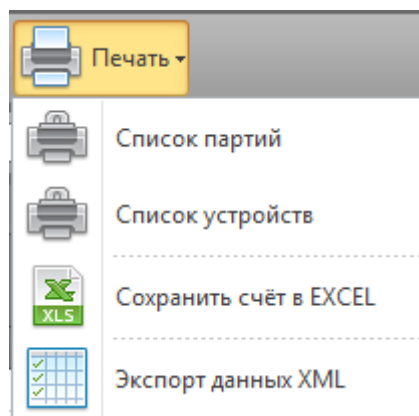 Печать
Список партий
Список устройств
XLS
Сохранить счёт в EXCEL
Экспорт данных XML